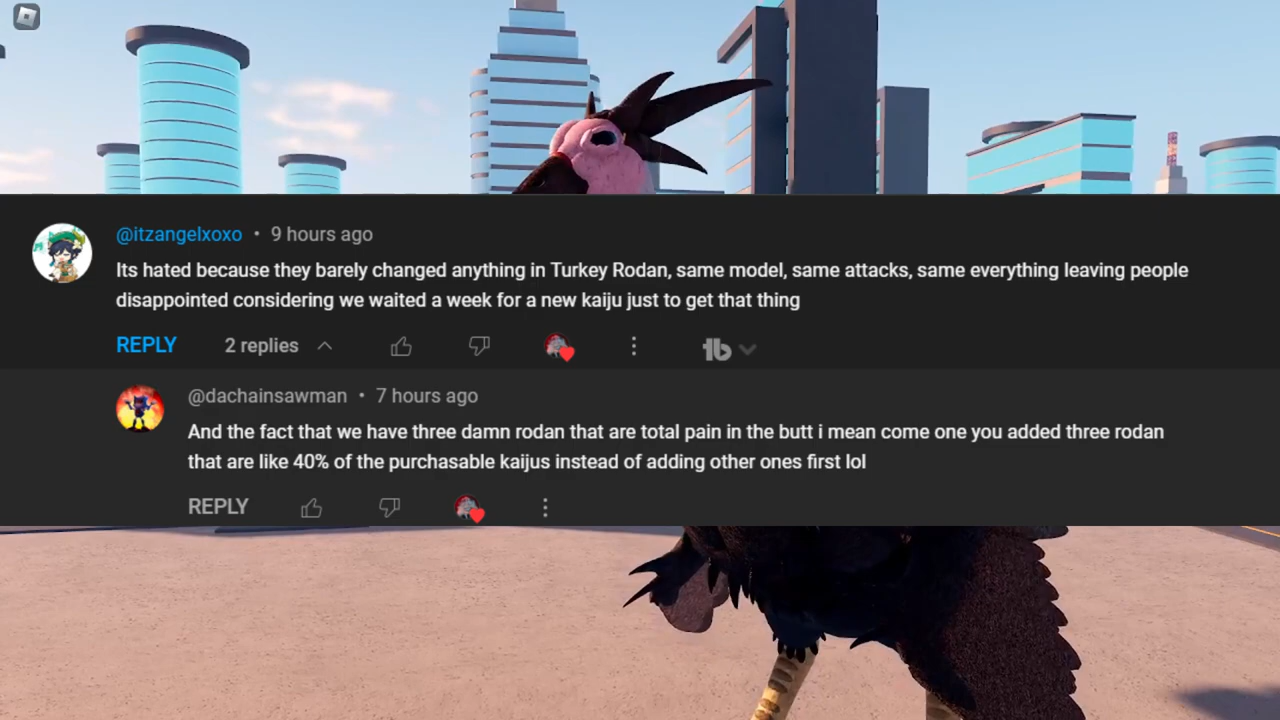 @itzangelxoxo • 9 hours ago
Its hated because they barely changed anything in Turkey Rodan, same model, same attacks, same everything leaving people
disappointed considering we waited a week for a new kaiju just to get that thing
REPLY 2 replies
@dachainsawman • 7 hours ago
And the fact that we have three damn rodan that are total pain in the butt i mean come one you added three rodan
that are like 40% of the purchasable kaijus instead of adding other ones first lol
REPLY